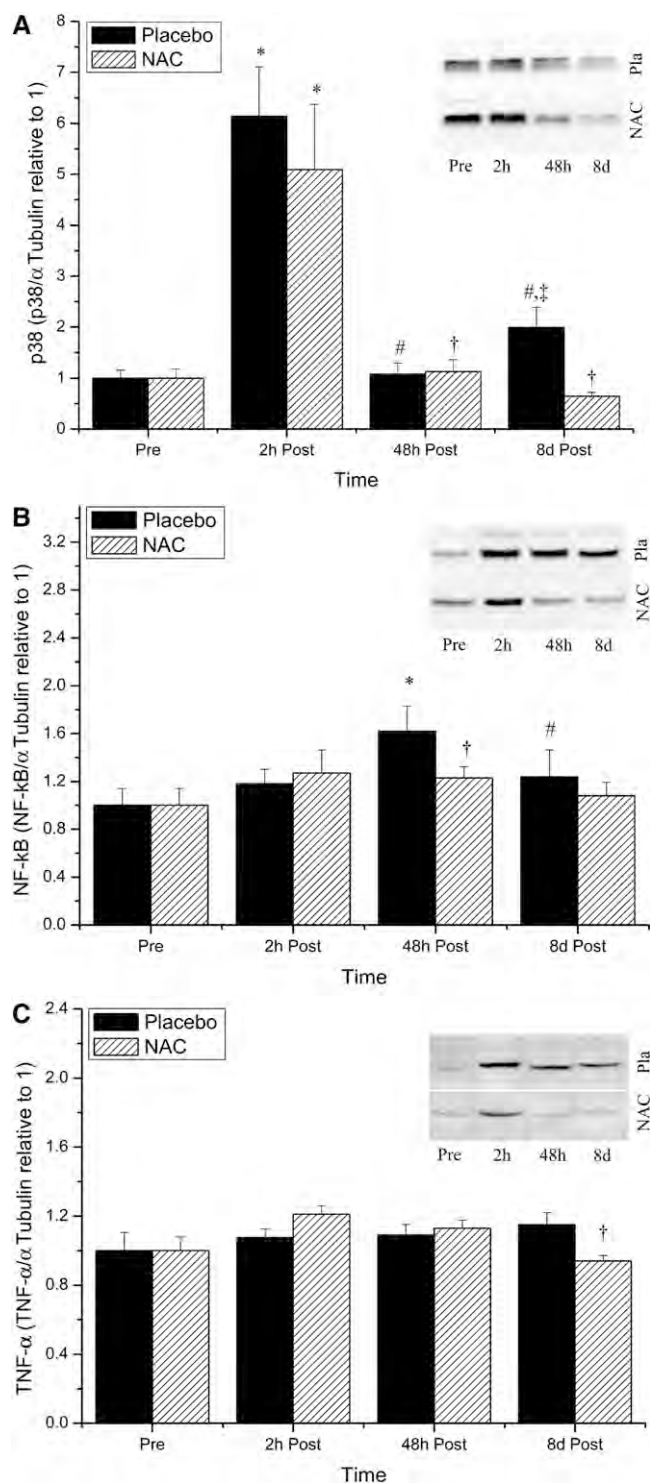 A
Placebo
NAC
p38 (p38/α Tubulin relative to 1)
8
7
6
5
4
3
2
1
0
*
*
#
†
#,‡
†
Pla
NAC
Pre 2h 48h 8d
Pre 2h Post 48h Post 8d Post
Time
B
Placebo
NAC
NF-kB (NF-kB/α Tubulin relative to 1)
3.2
2.8
2.4
2.0
1.6
1.2
0.8
0.4
0.0
*
†
#
Pla
NAC
Pre 2h 48h 8d
Pre 2h Post 48h Post 8d Post
Time
C
Placebo
NAC
TNF-α (TNF-α/α Tubulin relative to 1)
2.4
2.0
1.6
1.2
0.8
0.4
0.0
†
Pla
NAC
Pre 2h 48h 8d
Pre 2h Post 48h Post 8d Post
Time